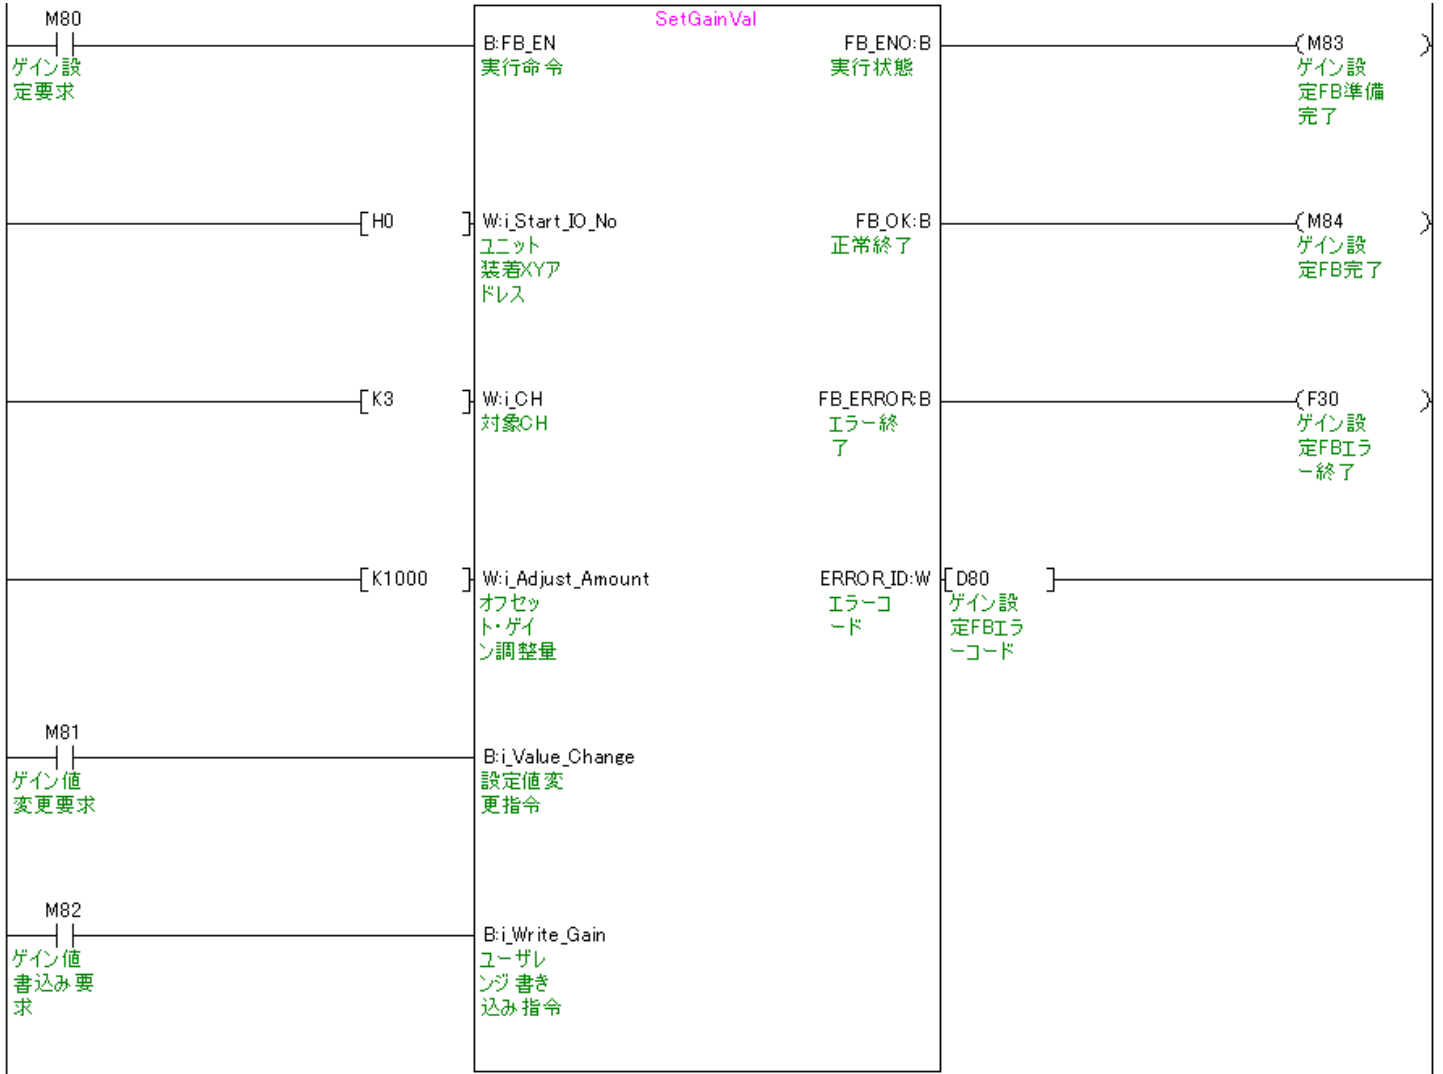 M80
SetGainVal
B:FB_EN
FB_ENO:B
M83
ゲイン設
定要求
実行命令
実行状態
ゲイン設
定FB準備
完了
H0
W:i_Start_IO_No
FB_OK:B
M84
ユニット
装着XYア
ドレス
正常終了
ゲイン設
定FB完了
K3
W:i_CH
FB_ERROR:B
F30
対象CH
エラー終
了
ゲイン設
定FBエラ
ー終了
K1000
W:i_Adjust_Amount
ERROR_ID:W
D80
オフセッ
ト・ゲイ
ン調整量
エラーコ
ード
ゲイン設
定FBエラ
ーコード
M81
B:i_Value_Change
ゲイン値
変更要求
設定値変
更指令
M82
B:i_Write_Gain
ゲイン値
書込み要
求
ユーザレ
ンジ書き
込み指令